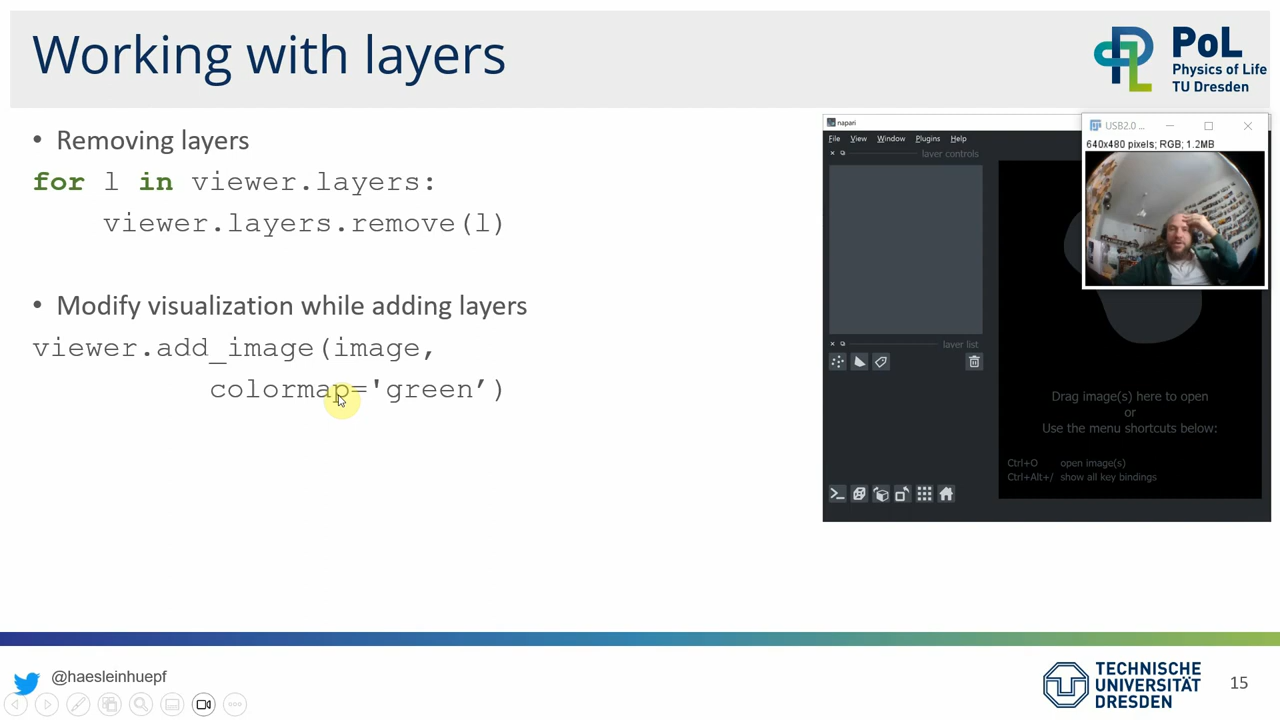 Working with layers
PoL
Physics of Life
TU Dresden
• Removing layers
for l in viewer.layers:
viewer.layers.remove(l)
• Modify visualization while adding layers
viewer.add_image(image,
colormap='green’)
napari
File View Window Plugins Help
layer controls
layer list
USB2.0 ...
640x480 pixels; RGB; 1.2MB
Drag image(s) here to open
or
Use the menu shortcuts below:
Ctrl+O open image(s)
Ctrl+Alt+/ show all key bindings
@haesleinhuepf
TECHNISCHE
UNIVERSITÄT
DRESDEN
15